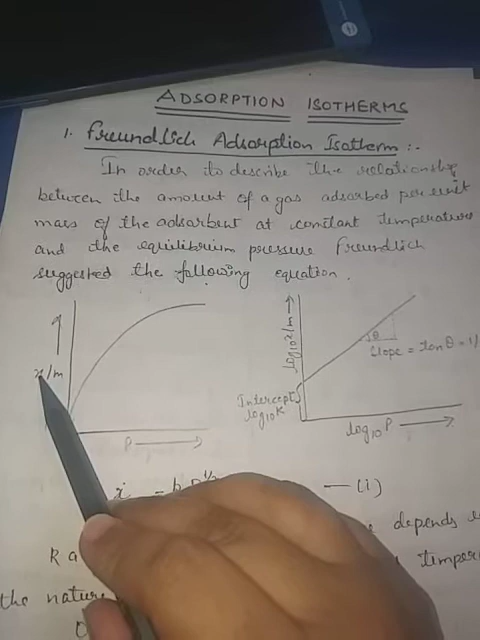 ADSORPTION ISOTHERMS
1. Freundlich Adsorption Isotherm:-
In order to describe the relationship
between the amount of a gas adsorbed per unit
mass of the adsorbent at constant temperature
and the equilibrium pressure Freundlich
suggested the following equation.
x/m
P
log10 x/m
θ
Slope = tan θ = 1/
Intercept
log10K
log10 P
— (i)
depends
the nature